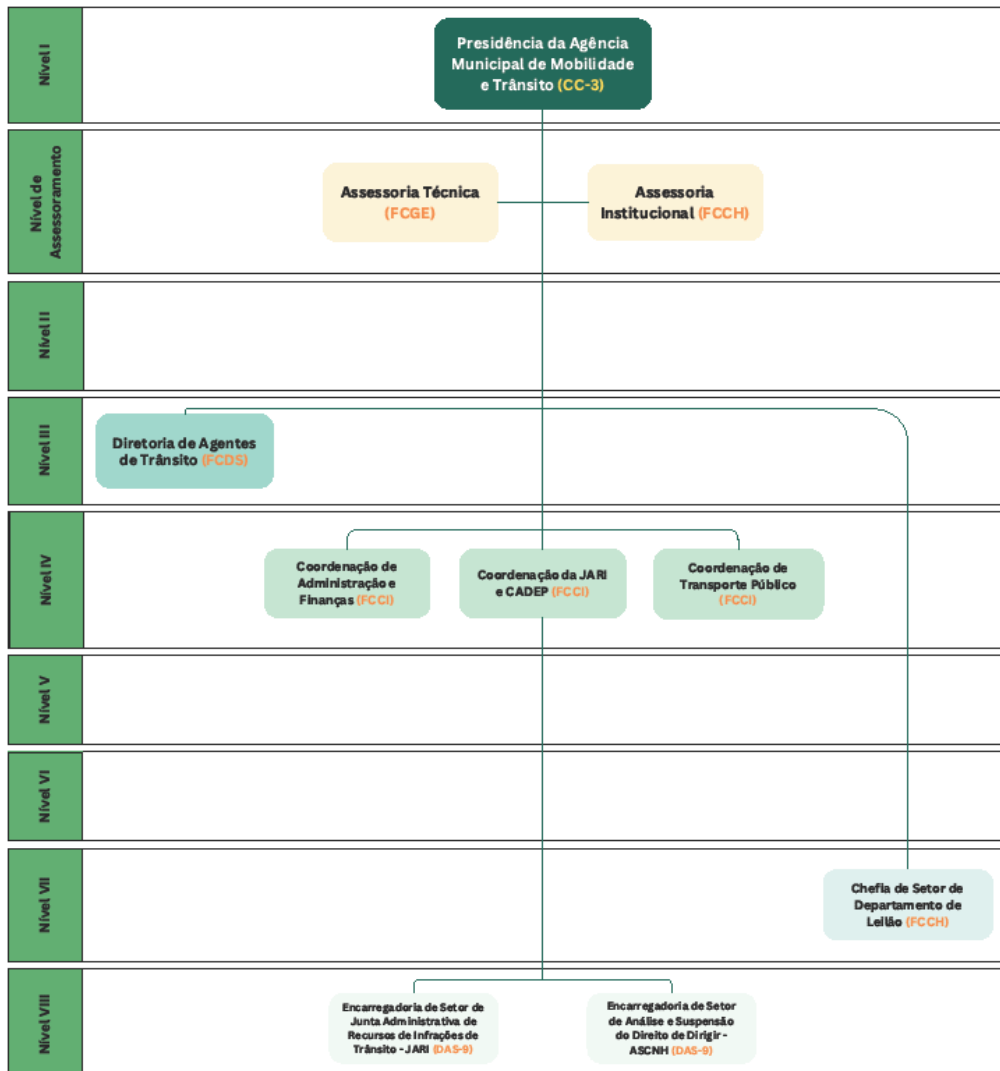 Nível I
Presidência da Agência
Municipal de Mobilidade
e Trânsito (CC-3)
Nível de
Assessoramento
Assessoria Técnica
(FCGE)
Assessoria
Institucional (FCCH)
Nível II
Nível III
Diretoria de Agentes
de Trânsito (FCDS)
Nível IV
Coordenação de
Administração e
Finanças (FCCI)
Coordenação da JARI
e CADEP (FCCI)
Coordenação de
Transporte Público
(FCCI)
Nível V
Nível VI
Nível VII
Chefia de Setor de
Departamento de
Leilão (FCCH)
Nível VIII
Encarregadoria de Setor de
Junta Administrativa de
Recursos de Infrações de
Trânsito - JARI (DAS-9)
Encarregadoria de Setor
de Análise e Suspensão
do Direito de Dirigir -
ASCNH (DAS-9)